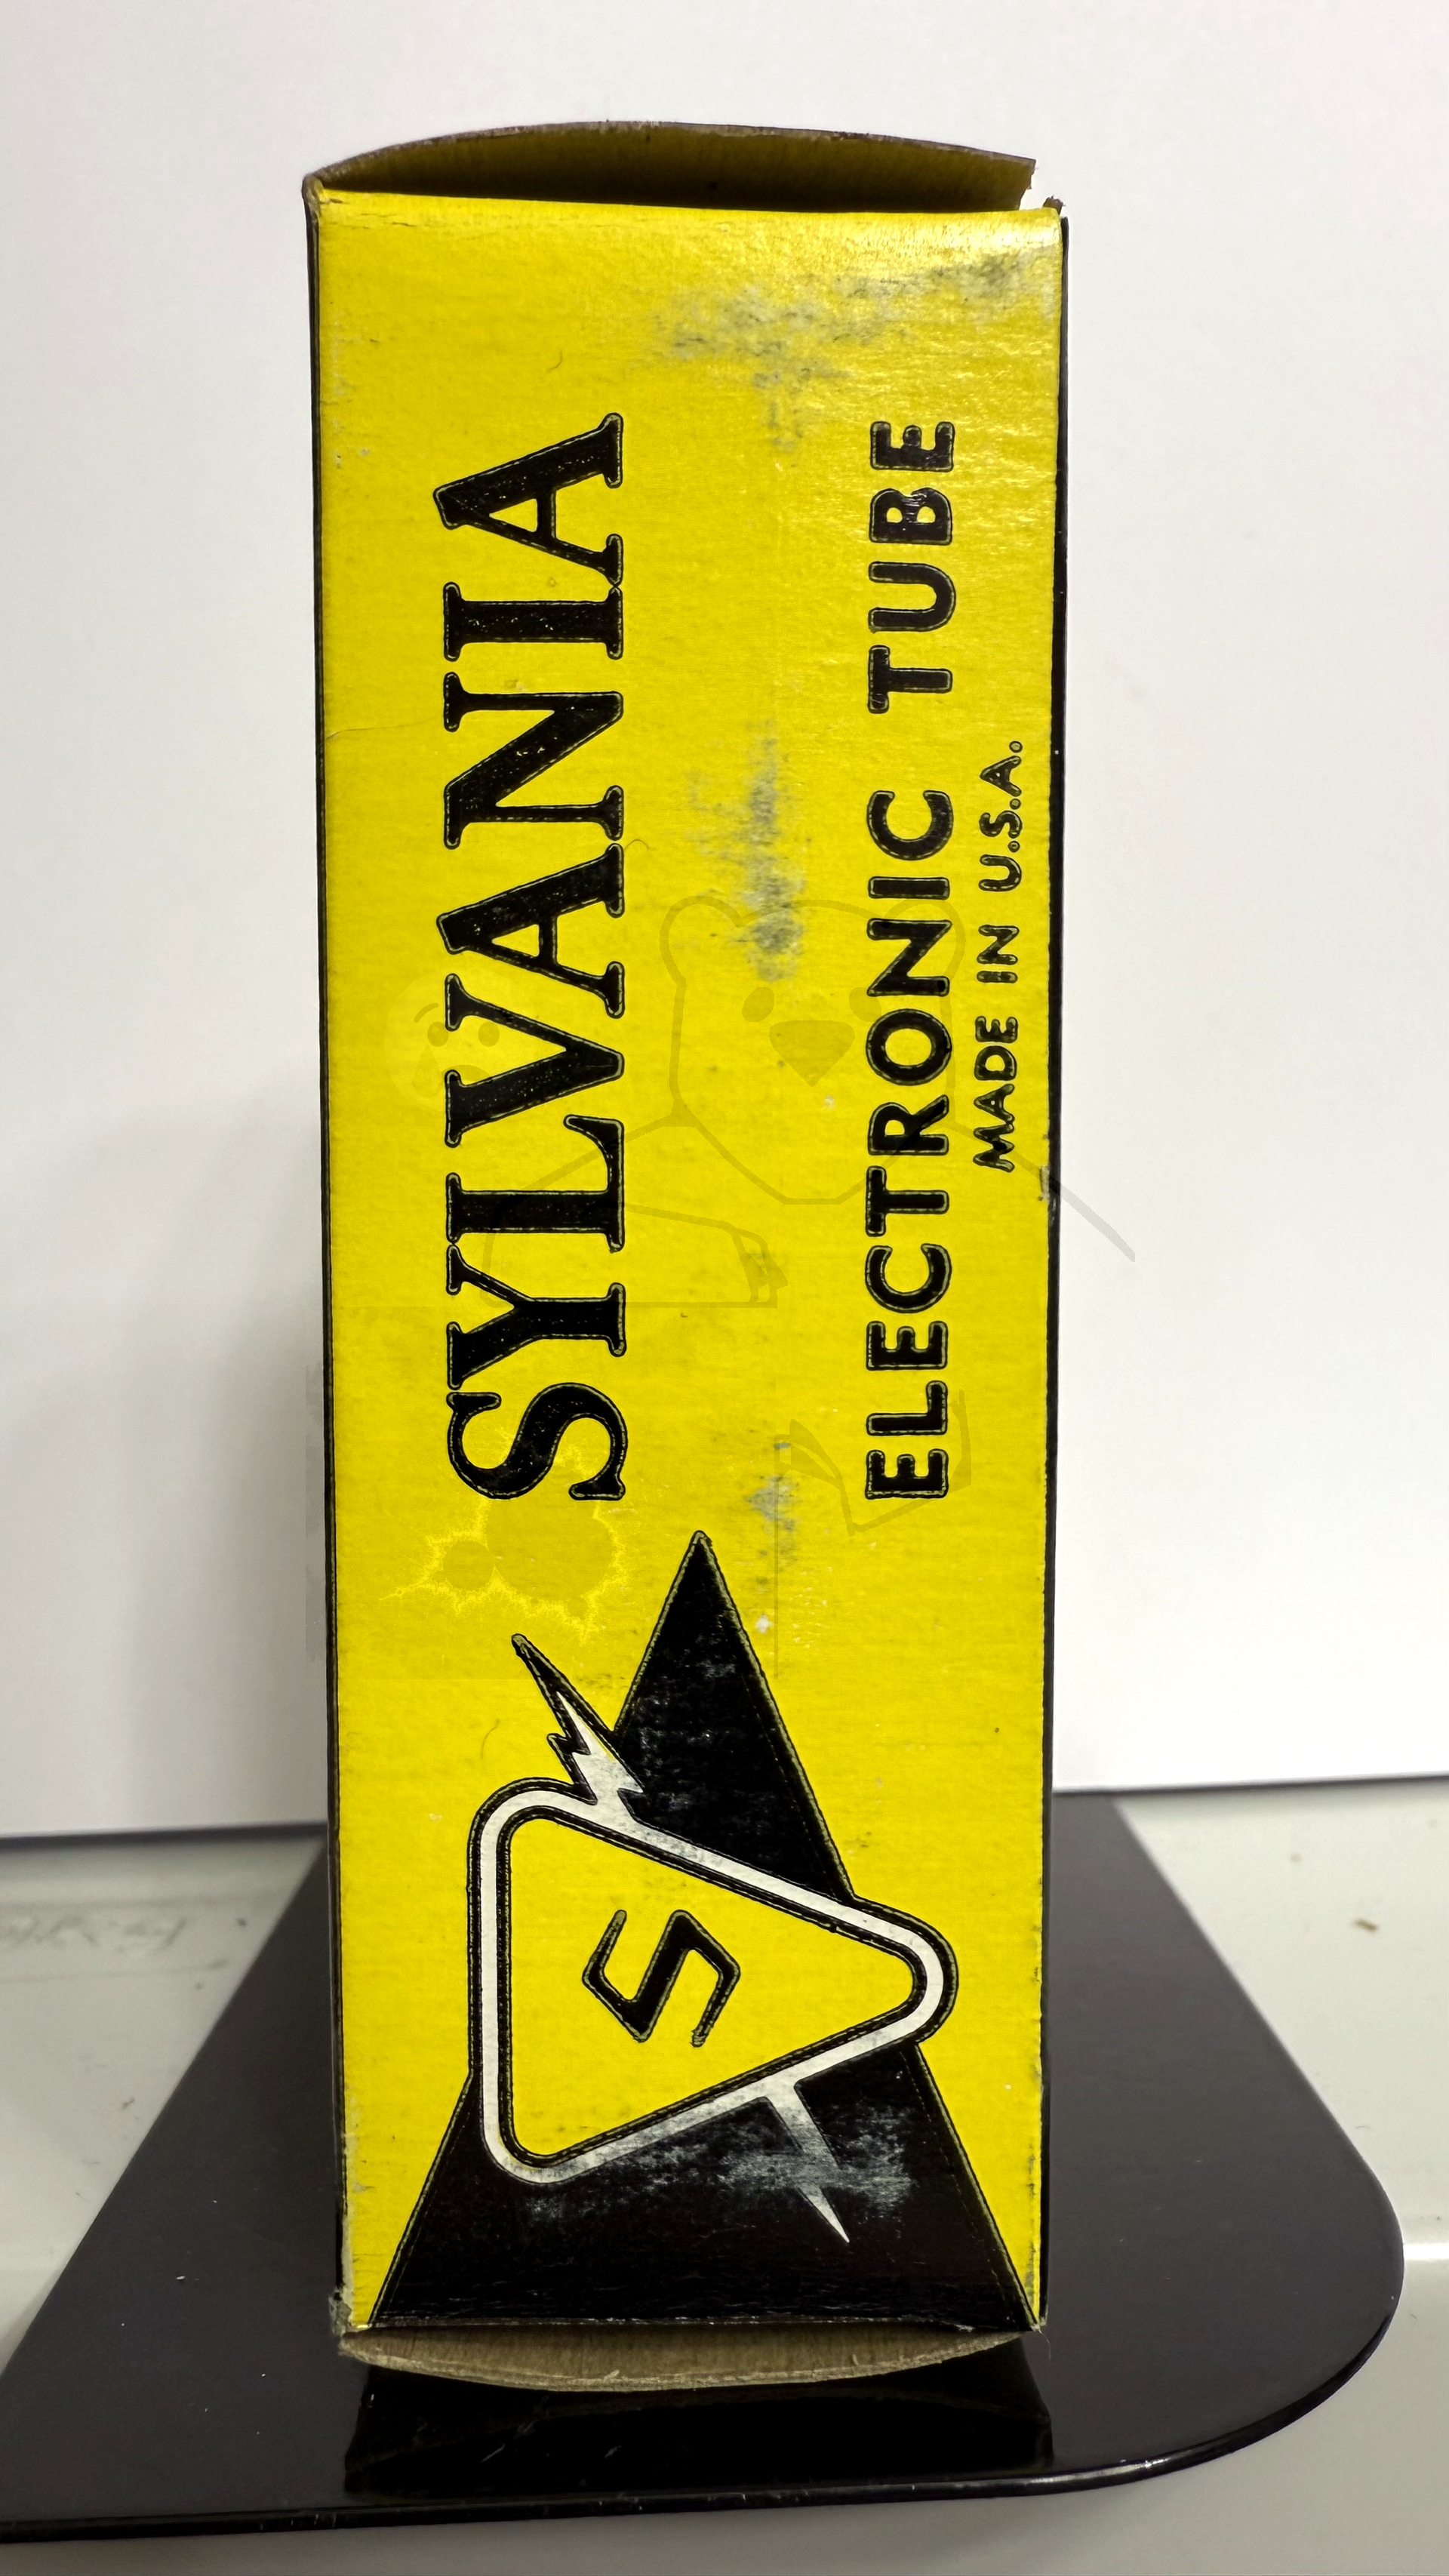 SYLVANIA
ELECTRONIC TUBE
MADE IN U.S.A.
S